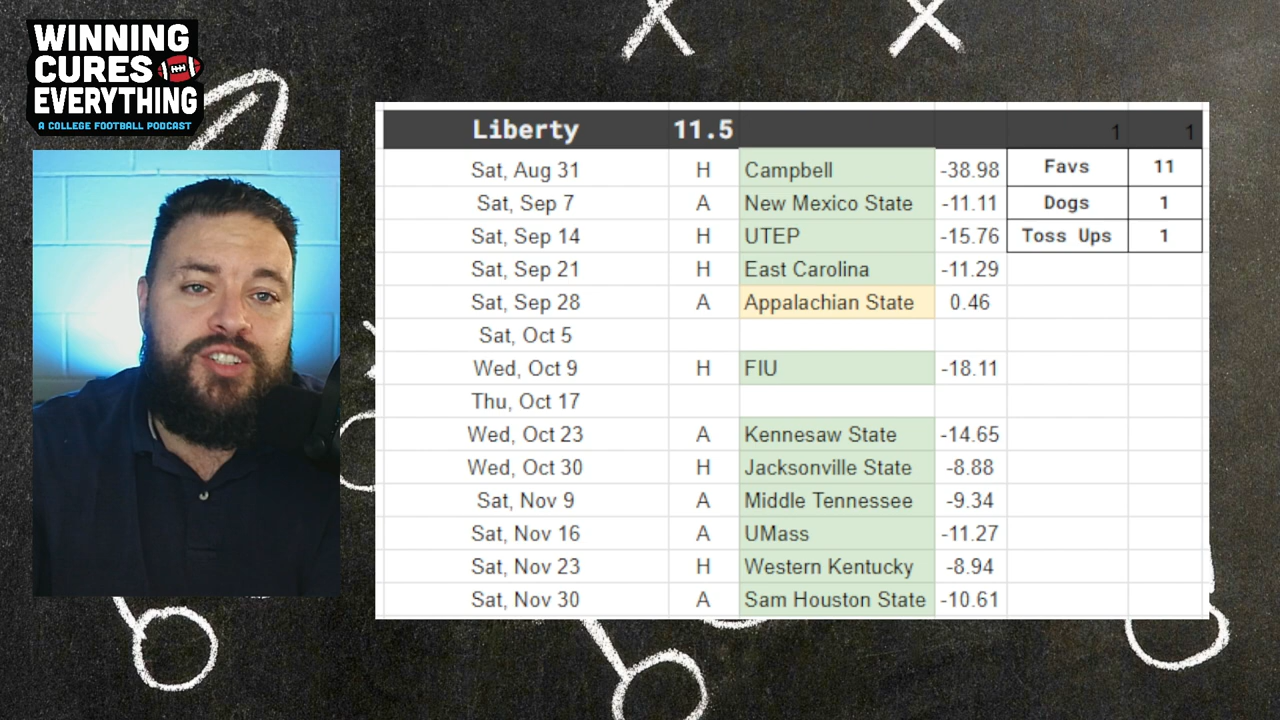 WINNING
CURES
EVERYTHING
A COLLEGE FOOTBALL PODCAST
Liberty 11.5 1 1
Sat, Aug 31 H Campbell -38.98 Favs 11
Sat, Sep 7 A New Mexico State -11.11 Dogs 1
Sat, Sep 14 H UTEP -15.76 Toss Ups 1
Sat, Sep 21 H East Carolina -11.29
Sat, Sep 28 A Appalachian State 0.46
Sat, Oct 5
Wed, Oct 9 H FIU -18.11
Thu, Oct 17
Wed, Oct 23 A Kennesaw State -14.65
Wed, Oct 30 H Jacksonville State -8.88
Sat, Nov 9 A Middle Tennessee -9.34
Sat, Nov 16 A UMass -11.27
Sat, Nov 23 H Western Kentucky -8.94
Sat, Nov 30 A Sam Houston State -10.61